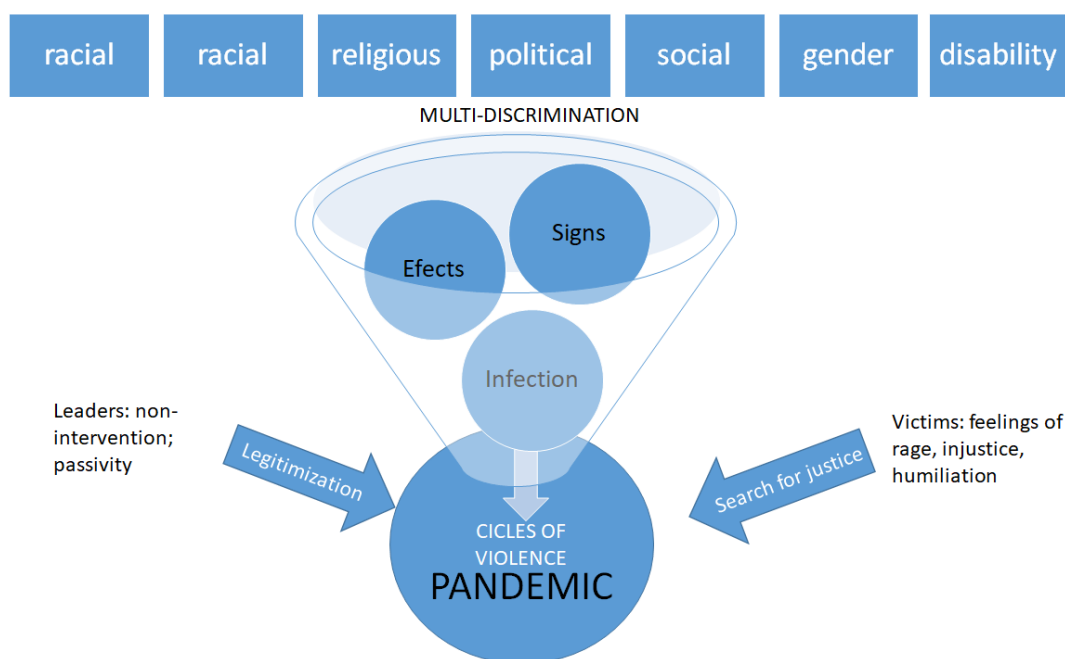 racial
racial
religious
political
social
gender
disability
MULTI-DISCRIMINATION
Signs
Efects
Infection
Leaders: non-
intervention;
passivity
Legitimization
Victims: feelings of
rage, injustice,
humiliation
Search for justice
CICLES OF
VIOLENCE
PANDEMIC